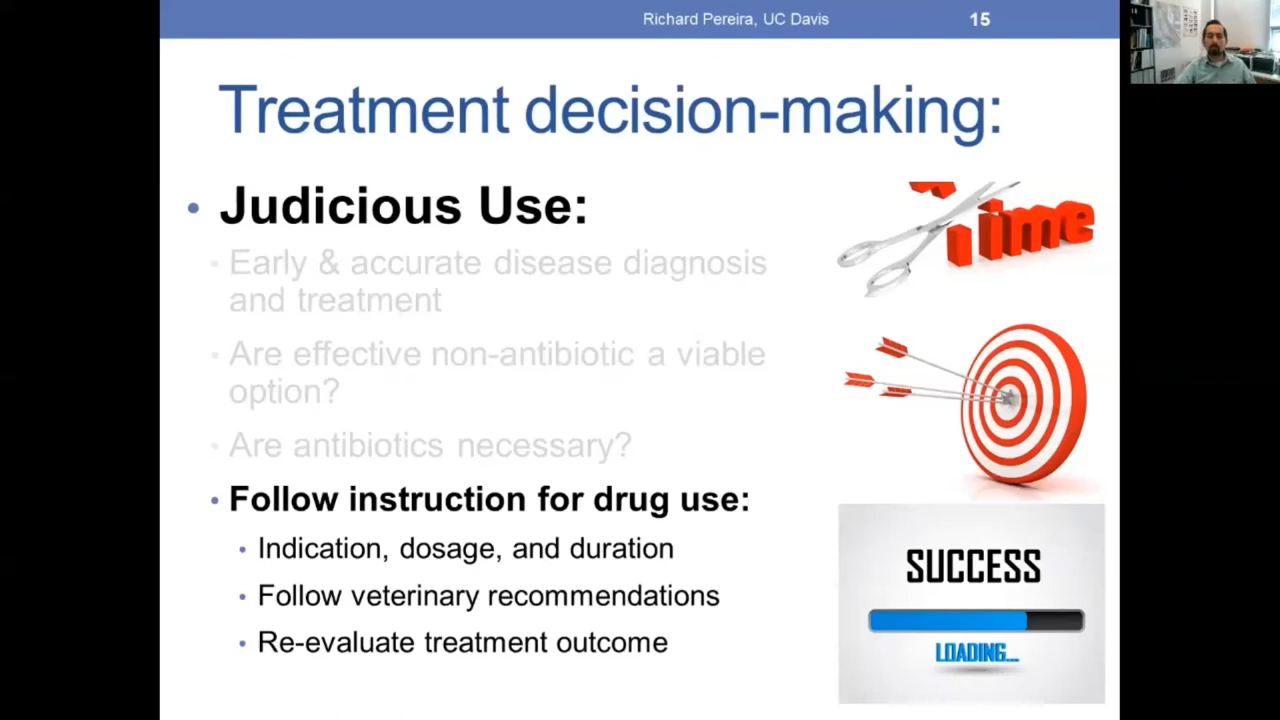 Richard Pereira, UC Davis
15
Treatment decision-making:
• Judicious Use:
• Early & accurate disease diagnosis
and treatment
• Are effective non-antibiotic a viable
option?
• Are antibiotics necessary?
• Follow instruction for drug use:
• Indication, dosage, and duration
• Follow veterinary recommendations
• Re-evaluate treatment outcome
Time
SUCCESS
LOADING...